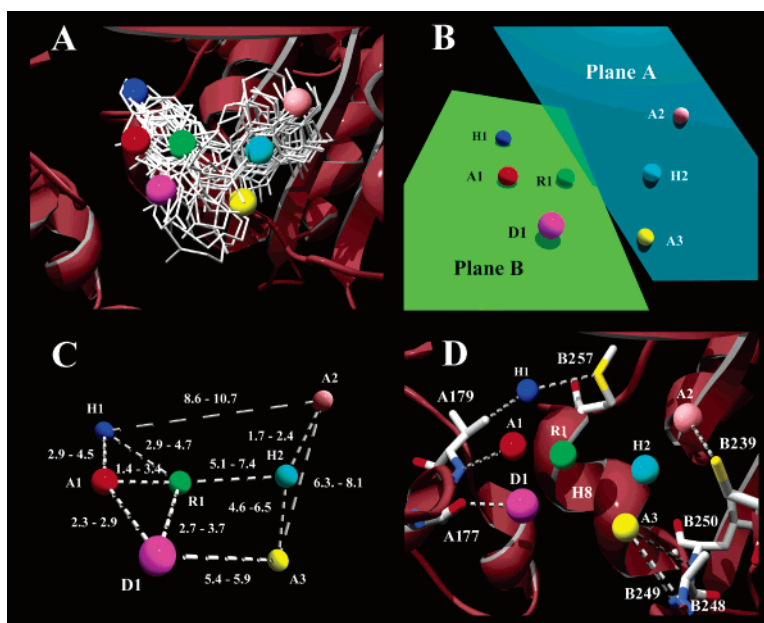 A
B
Plane A
A2
H1
A1
R1
H2
D1
A3
Plane B
C
A2
8.6 - 10.7
H1
2.9 - 4.5
2.9 - 4.7
1.7 - 2.4
1.4 - 3.4
5.1 - 7.4
H2
A1
R1
6.3. - 8.1
4.6 - 6.5
2.3 - 2.9
2.7 - 3.7
D1
5.4 - 5.9
A3
D
B257
H1
A179
A2
A1
R1
B239
H2
D1
H8
A3
B250
A177
B249
B248